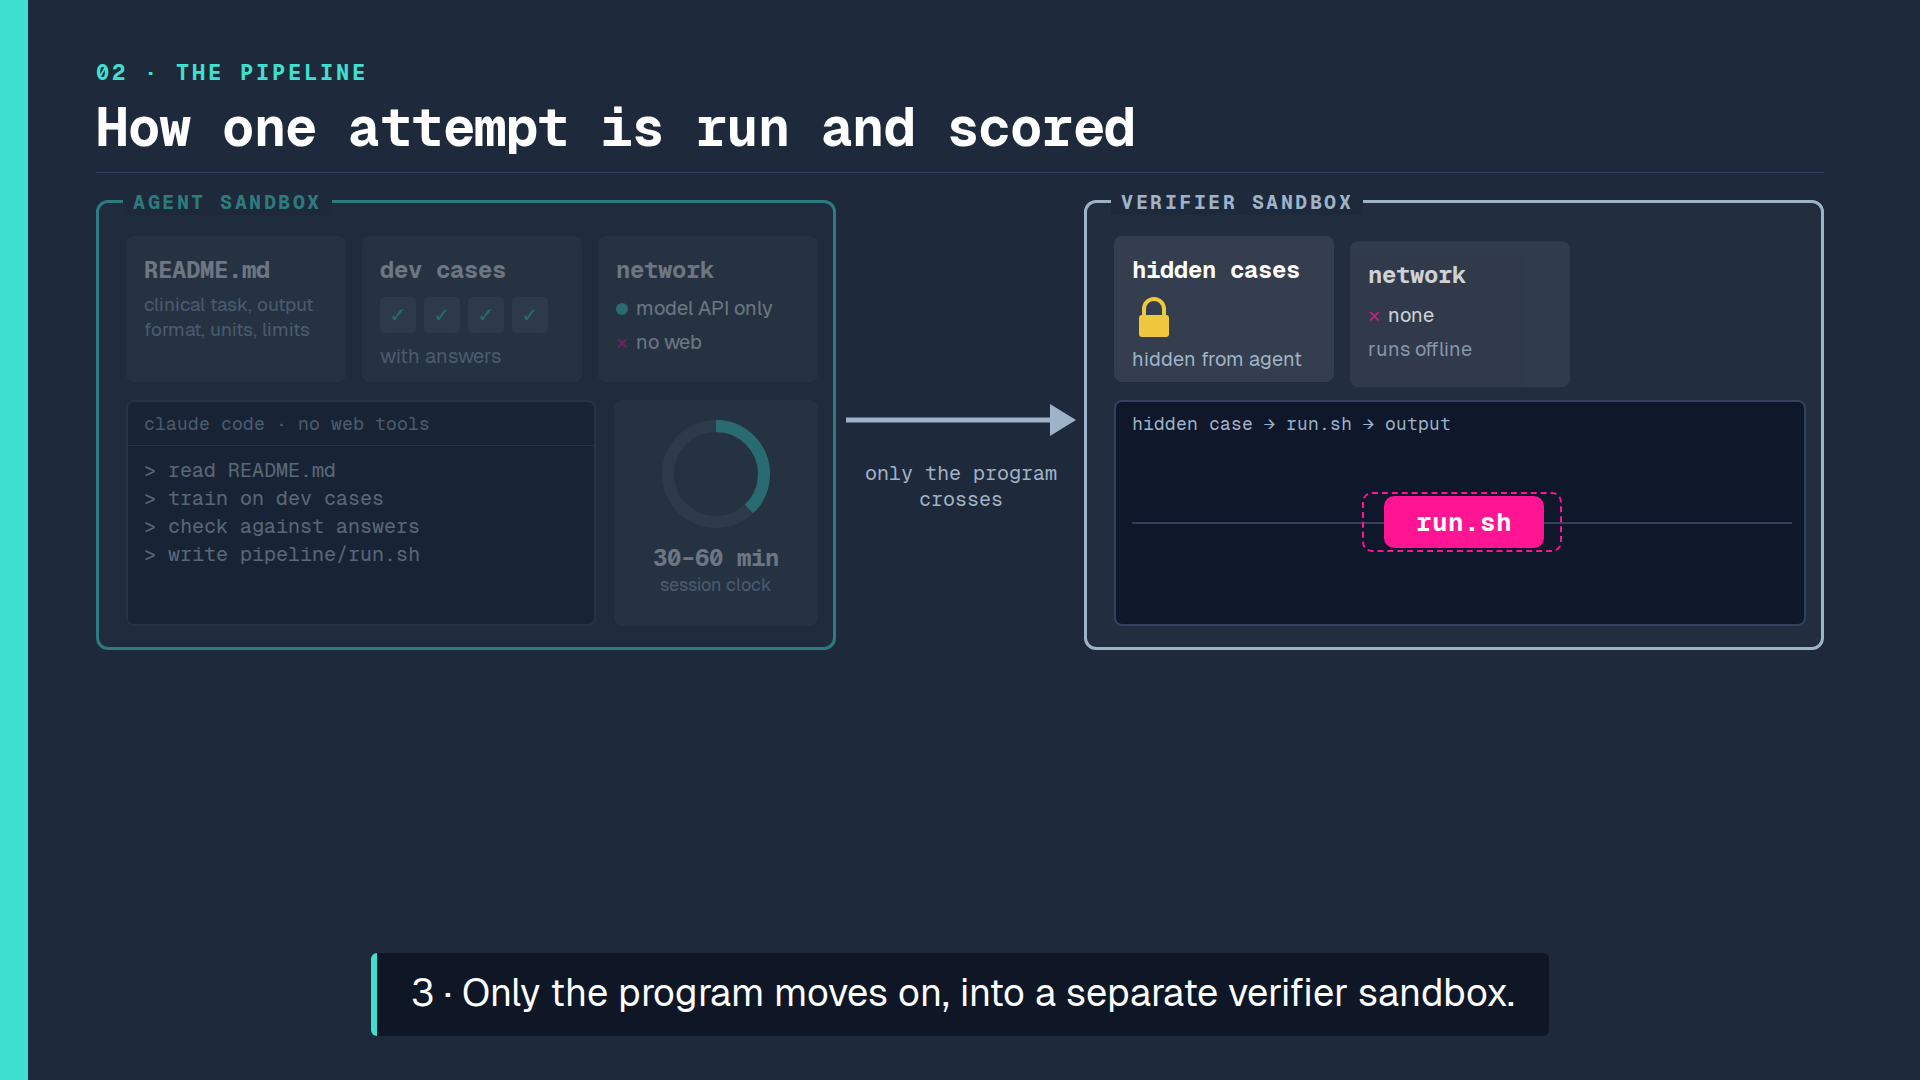 02 · THE PIPELINE
How one attempt is run and scored
AGENT SANDBOX
README.md
clinical task, output
format, units, limits
dev cases
✓ ✓ ✓ ✓
with answers
network
model API only
× no web
claude code · no web tools
> read README.md
> train on dev cases
> check against answers
> write pipeline/run.sh
30–60 min
session clock
only the program
crosses
VERIFIER SANDBOX
hidden cases
hidden from agent
network
× none
runs offline
hidden case → run.sh → output
run.sh
3 · Only the program moves on, into a separate verifier sandbox.